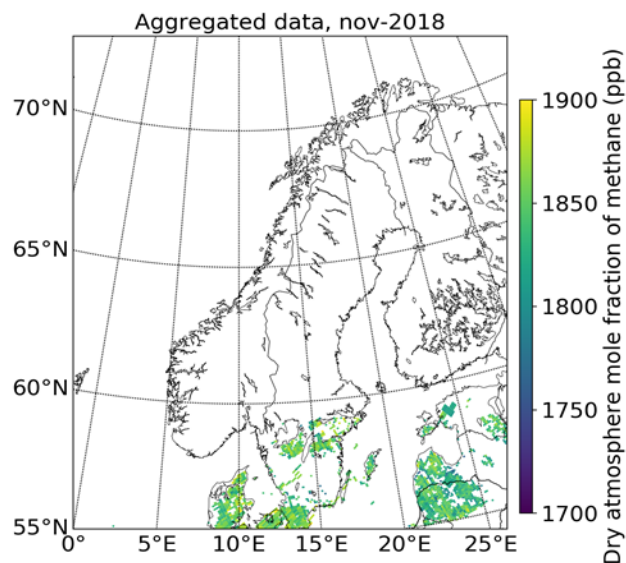 Aggregated data, nov-2018
70°N
65°N
60°N
55°N
0°
5°E
10°E
15°E
20°E
25°E
1900
1850
1800
1750
1700
Dry atmosphere mole fraction of methane (ppb)